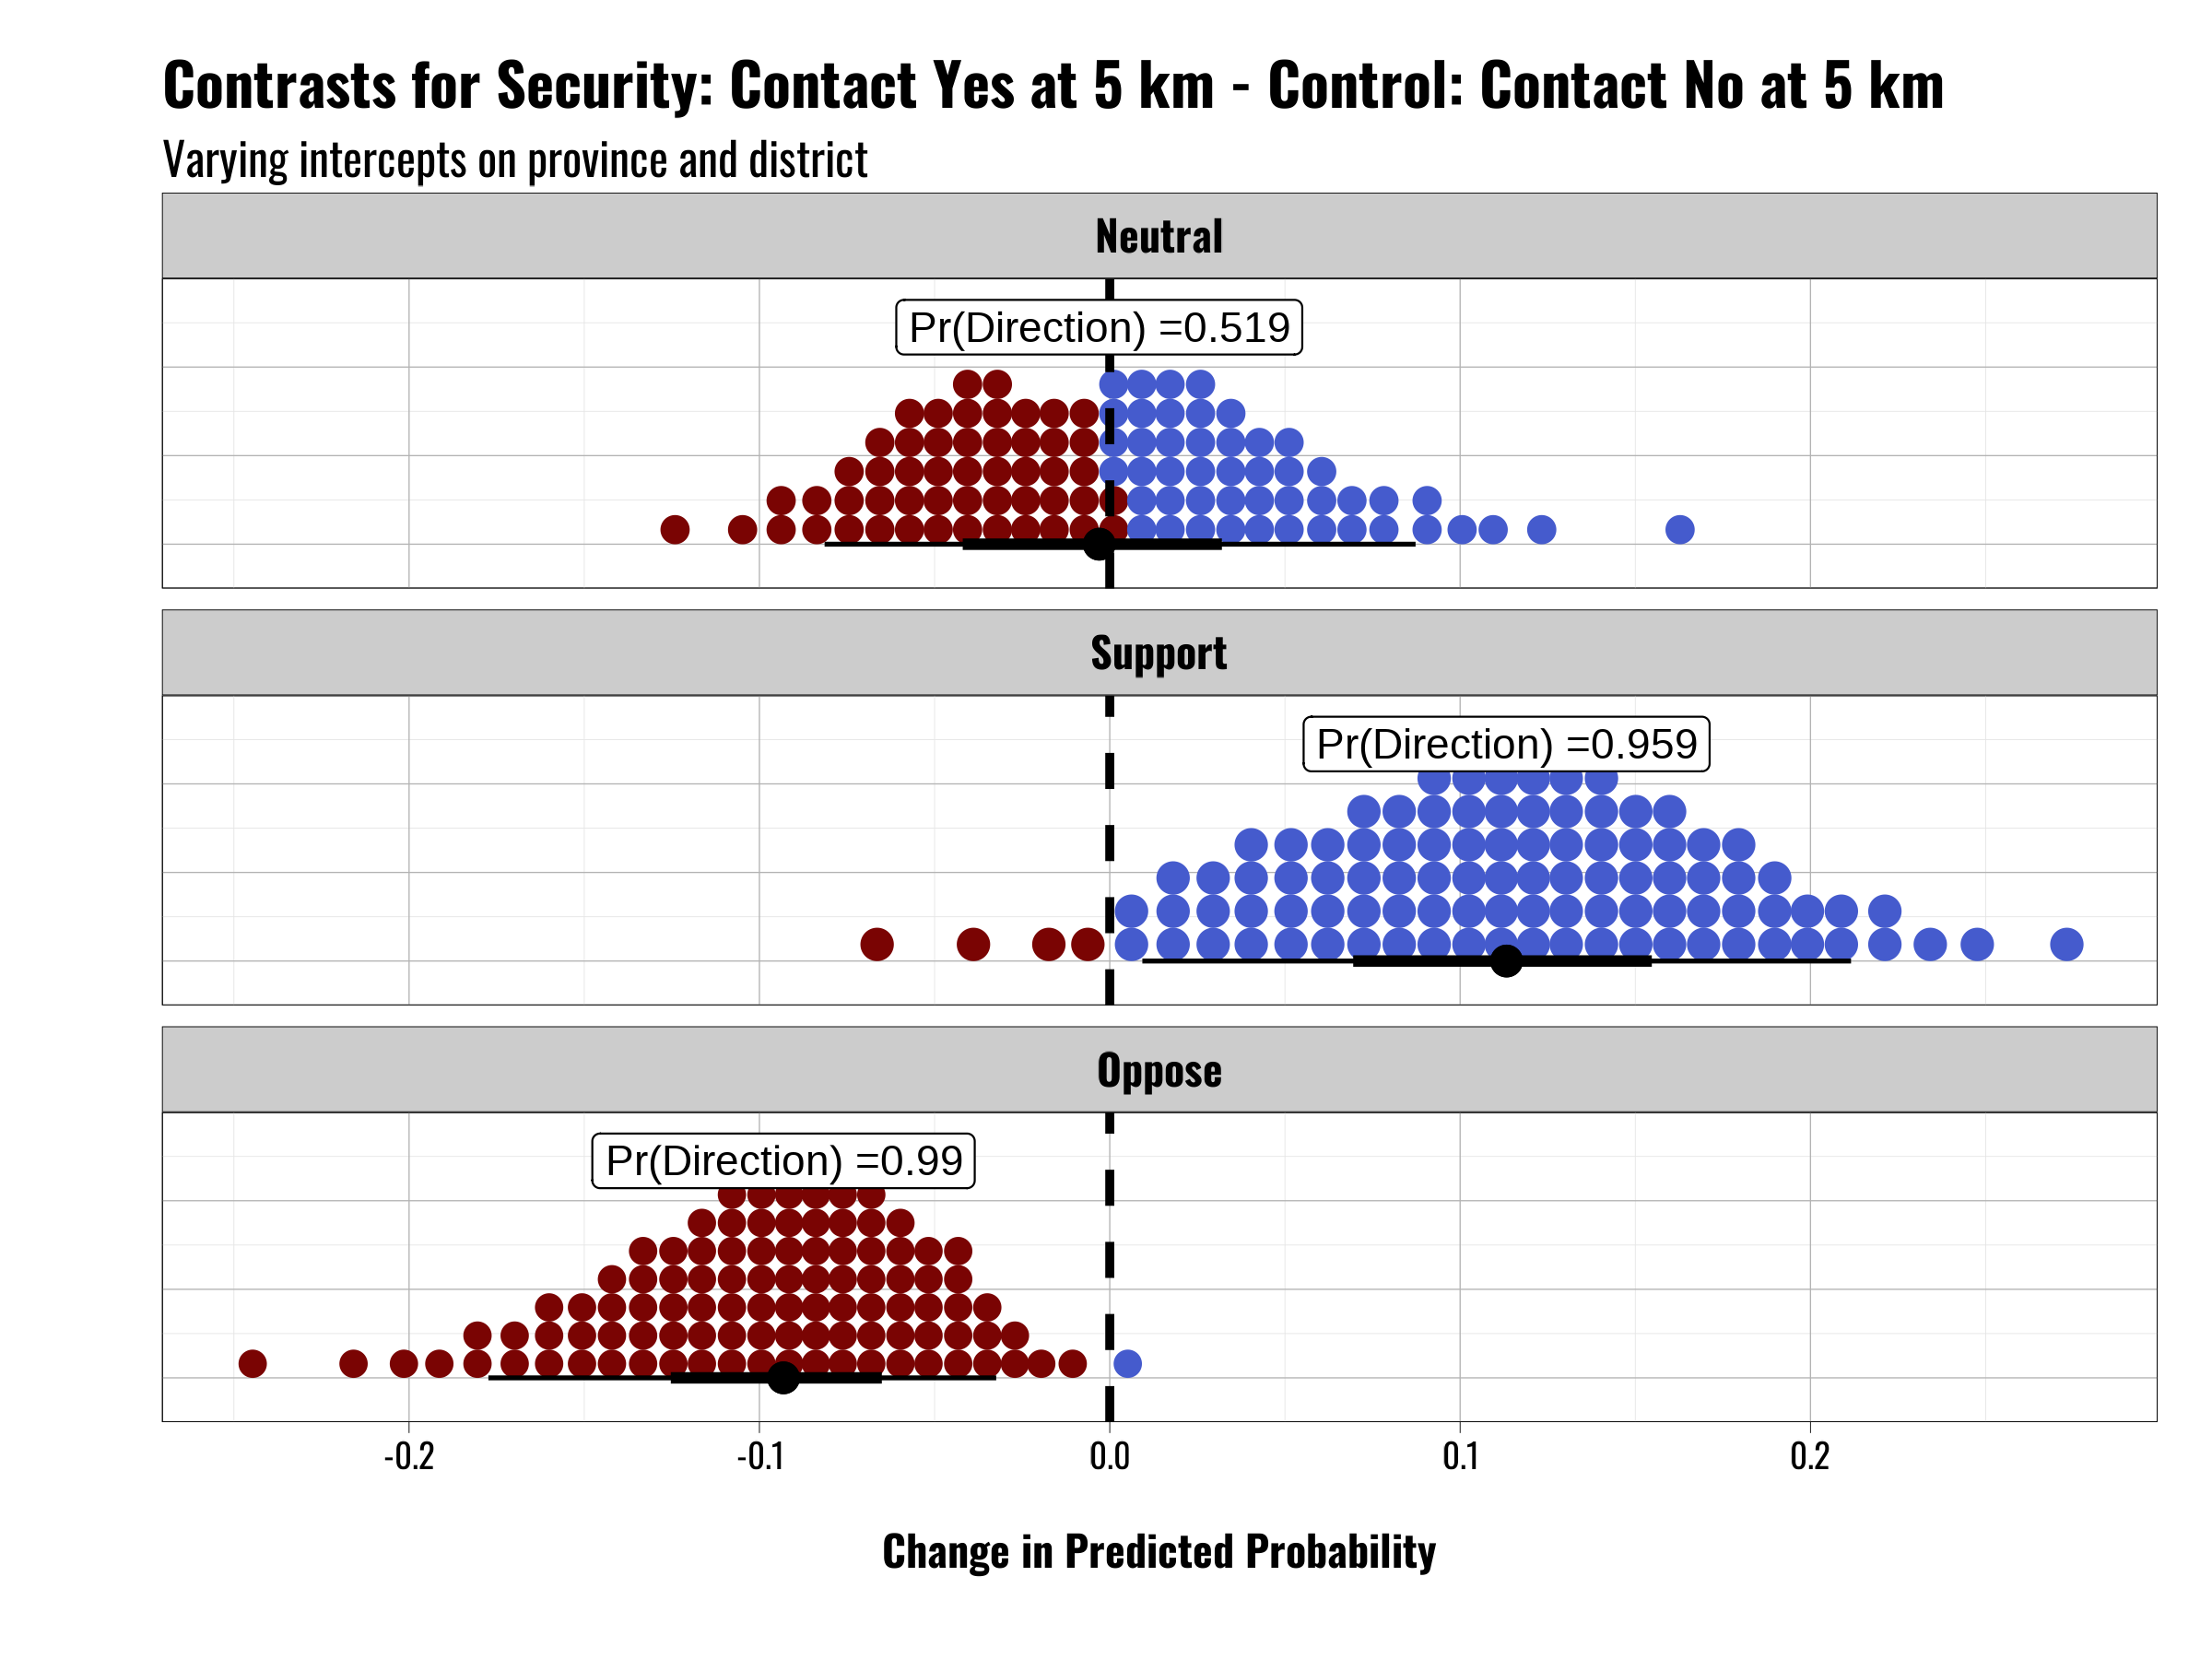 Contrasts for Security: Contact Yes at 5 km - Control: Contact No at 5 km
Varying intercepts on province and district
Neutral
Pr(Direction) =0.519
Support
Pr(Direction) =0.959
Oppose
Pr(Direction) =0.99
-0.2 -0.1 0.0 0.1 0.2
Change in Predicted Probability